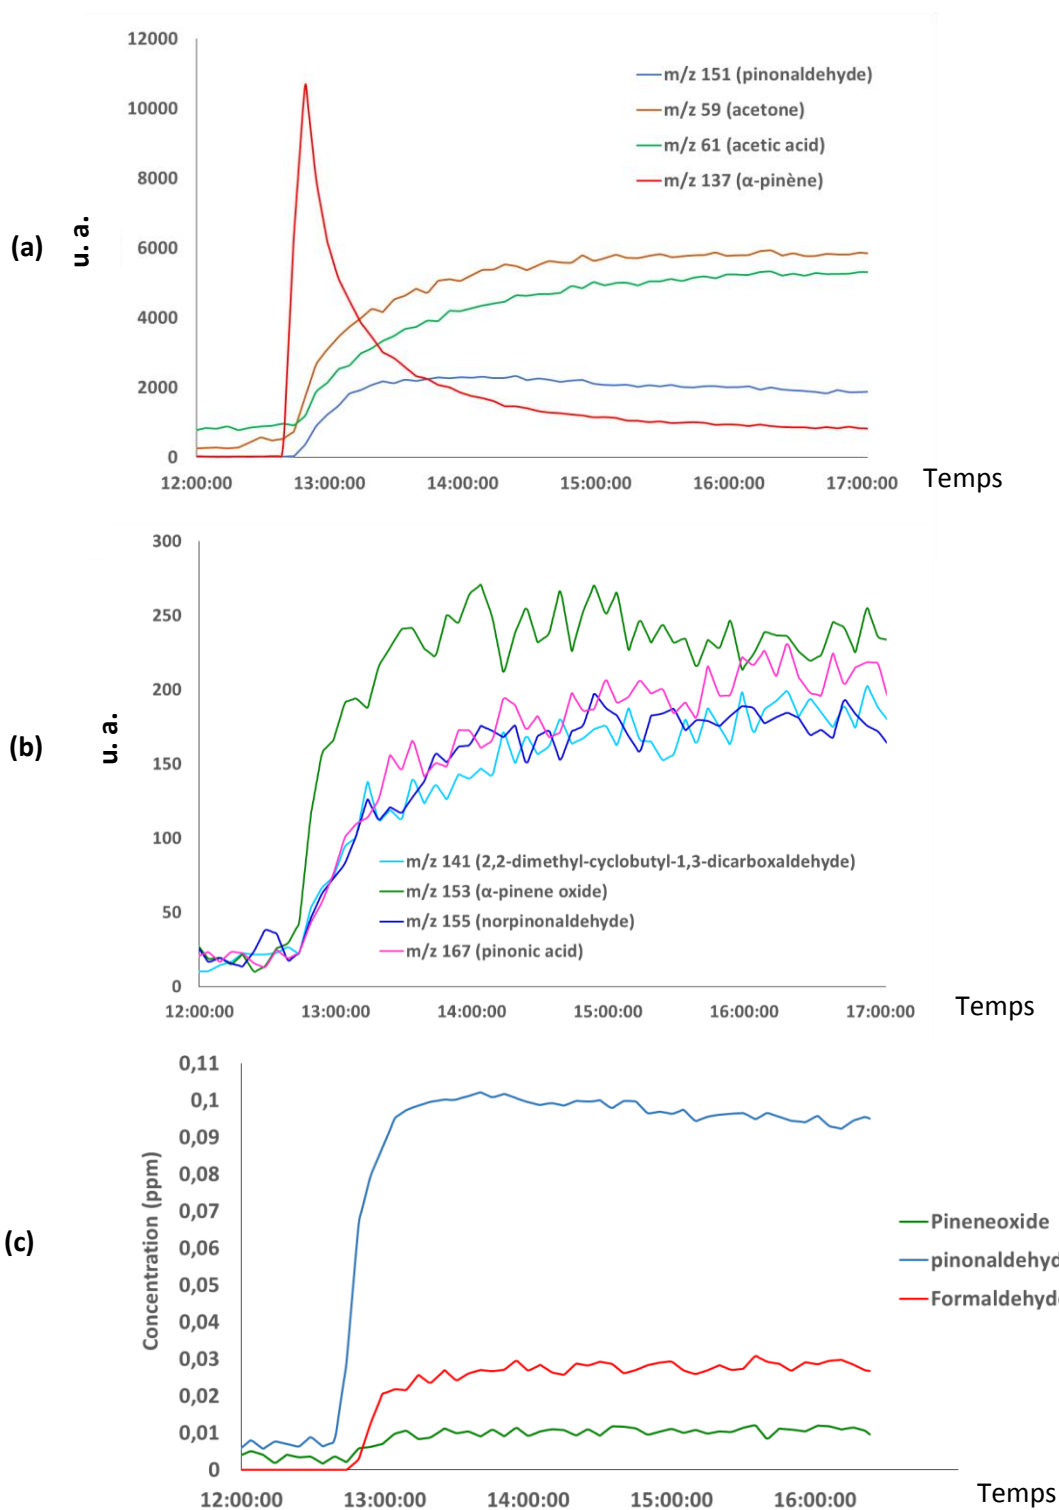 (a)
u. a.
12000
10000
8000
6000
4000
2000
0
m/z 151 (pinonaldehyde)
m/z 59 (acetone)
m/z 61 (acetic acid)
m/z 137 (α-pinène)
12:00:00 13:00:00 14:00:00 15:00:00 16:00:00 17:00:00
Temps
(b)
u. a.
300
250
200
150
100
50
0
m/z 141 (2,2-dimethyl-cyclobutyl-1,3-dicarboxaldehyde)
m/z 153 (α-pinene oxide)
m/z 155 (norpinonaldehyde)
m/z 167 (pinonic acid)
12:00:00 13:00:00 14:00:00 15:00:00 16:00:00 17:00:00
Temps
(c)
Concentration (ppm)
0,11
0,1
0,09
0,08
0,07
0,06
0,05
0,04
0,03
0,02
0,01
0
Pineneoxide
pinonaldehyd
Formaldehyd
12:00:00 13:00:00 14:00:00 15:00:00 16:00:00
Temps